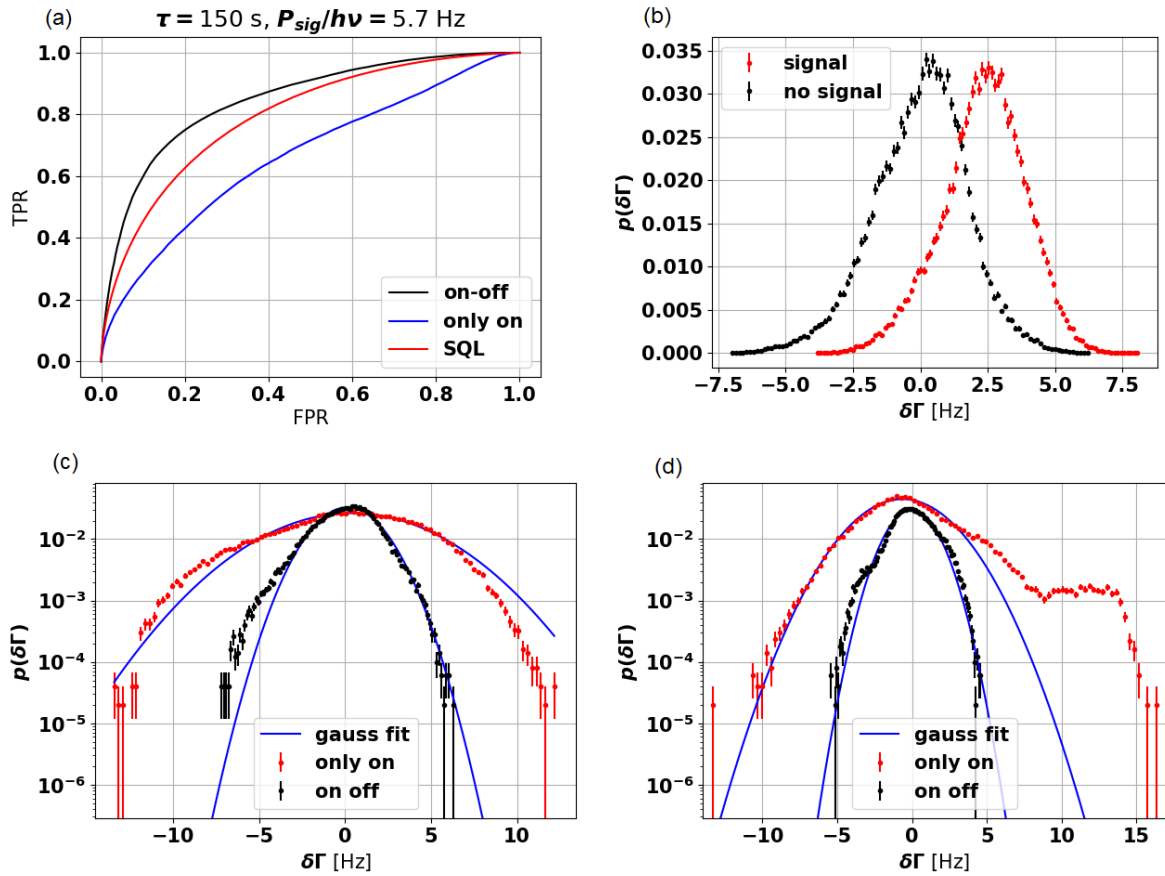 (a)
τ = 150 s, P_sig/hν = 5.7 Hz
1.0
0.8
0.6
0.4
0.2
0.0
TPR
on-off
only on
SQL
0.0 0.2 0.4 0.6 0.8 1.0
FPR
(b)
0.035
0.030
0.025
0.020
0.015
0.010
0.005
0.000
p(δΓ)
signal
no signal
−7.5 −5.0 −2.5 0.0 2.5 5.0 7.5
δΓ [Hz]
(c)
10⁻²
10⁻³
10⁻⁴
10⁻⁵
10⁻⁶
p(δΓ)
gauss fit
only on
on off
−10 −5 0 5 10
δΓ [Hz]
(d)
10⁻²
10⁻³
10⁻⁴
10⁻⁵
10⁻⁶
p(δΓ)
gauss fit
only on
on off
−10 −5 0 5 10 15
δΓ [Hz]